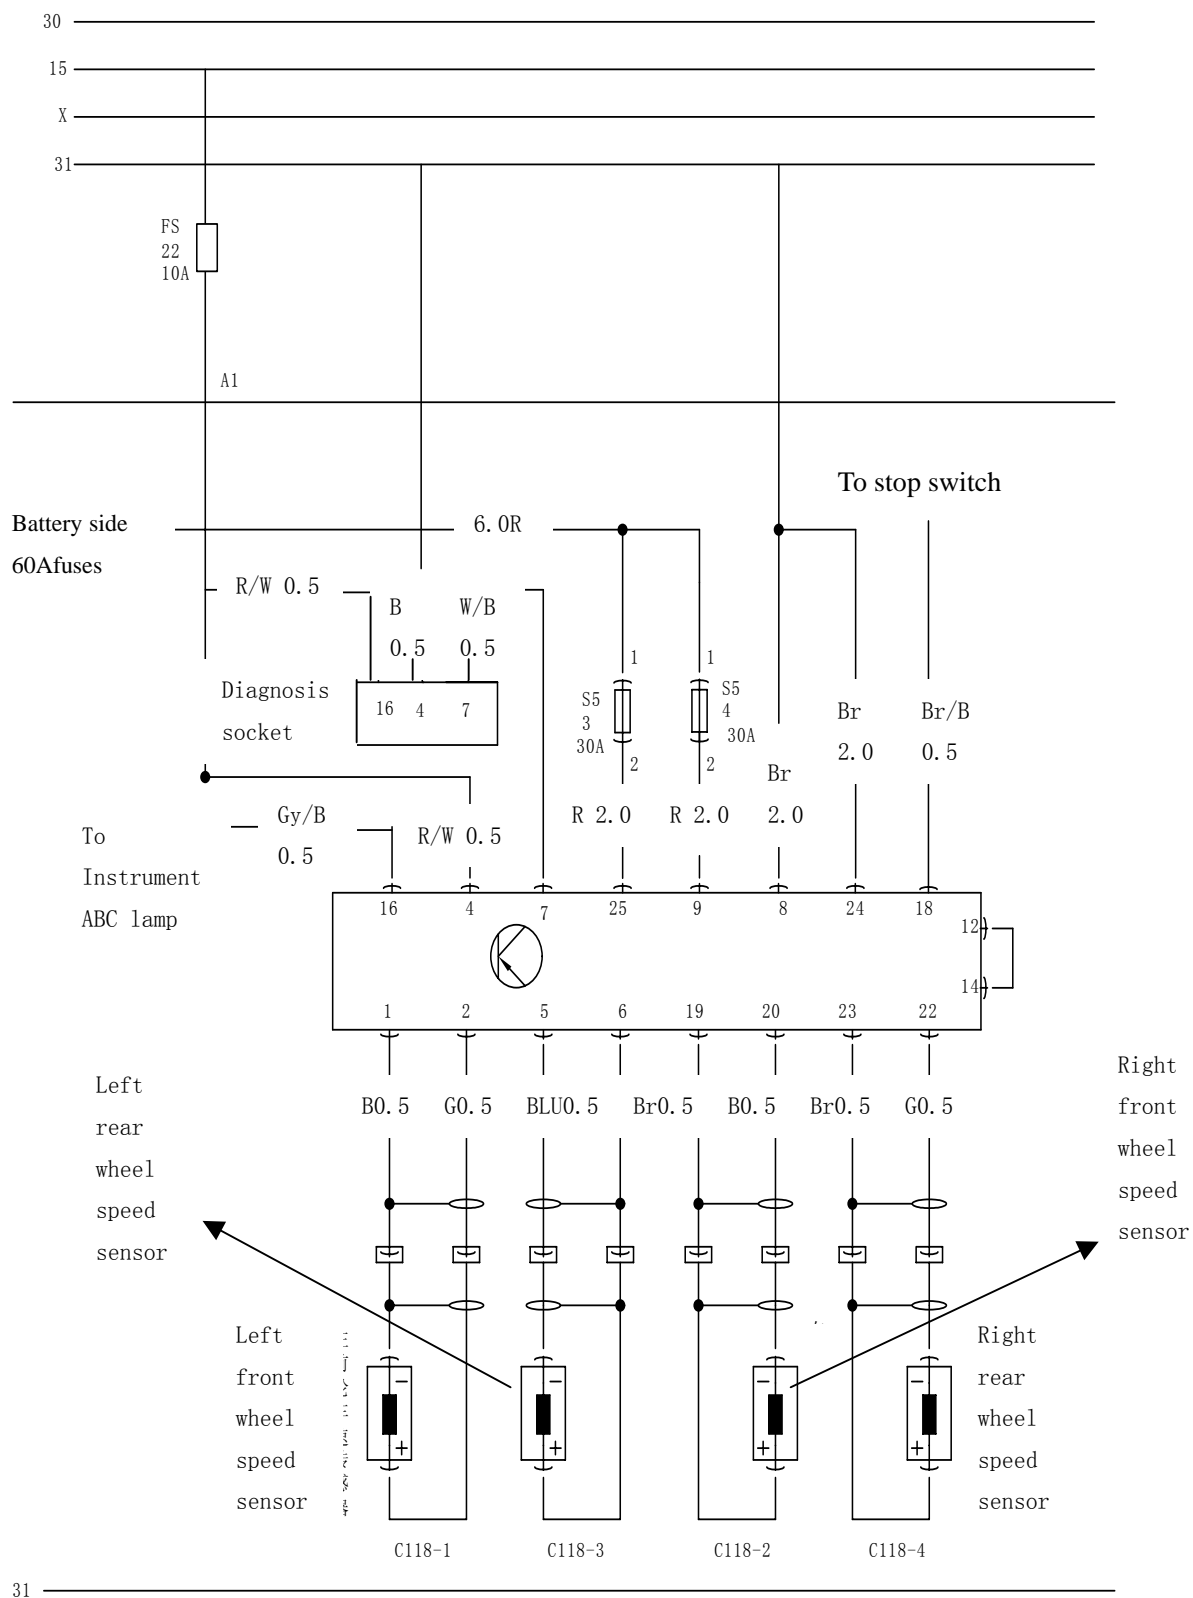 30
15
X
31
FS
22
10A
A1
To stop switch
Battery side
60Afuses
6.0R
R/W 0.5
B
0.5
W/B
0.5
Diagnosis
socket
16 4 7
1
S5
3
30A
2
1
S5
4
30A
2
Br
2.0
Br/B
0.5
Br
2.0
R 2.0
R 2.0
Gy/B
0.5
R/W 0.5
To
Instrument
ABC lamp
16 4 7 25 9 8 24 18
12
14
1 2 5 6 19 20 23 22
Left
rear
wheel
speed
sensor
B0.5 G0.5 BLU0.5 Br0.5 B0.5 Br0.5 G0.5
Right
front
wheel
speed
sensor
Left
front
wheel
speed
sensor
− − − −
+ + + +
Right
rear
wheel
speed
sensor
C118-1 C118-3 C118-2 C118-4
31